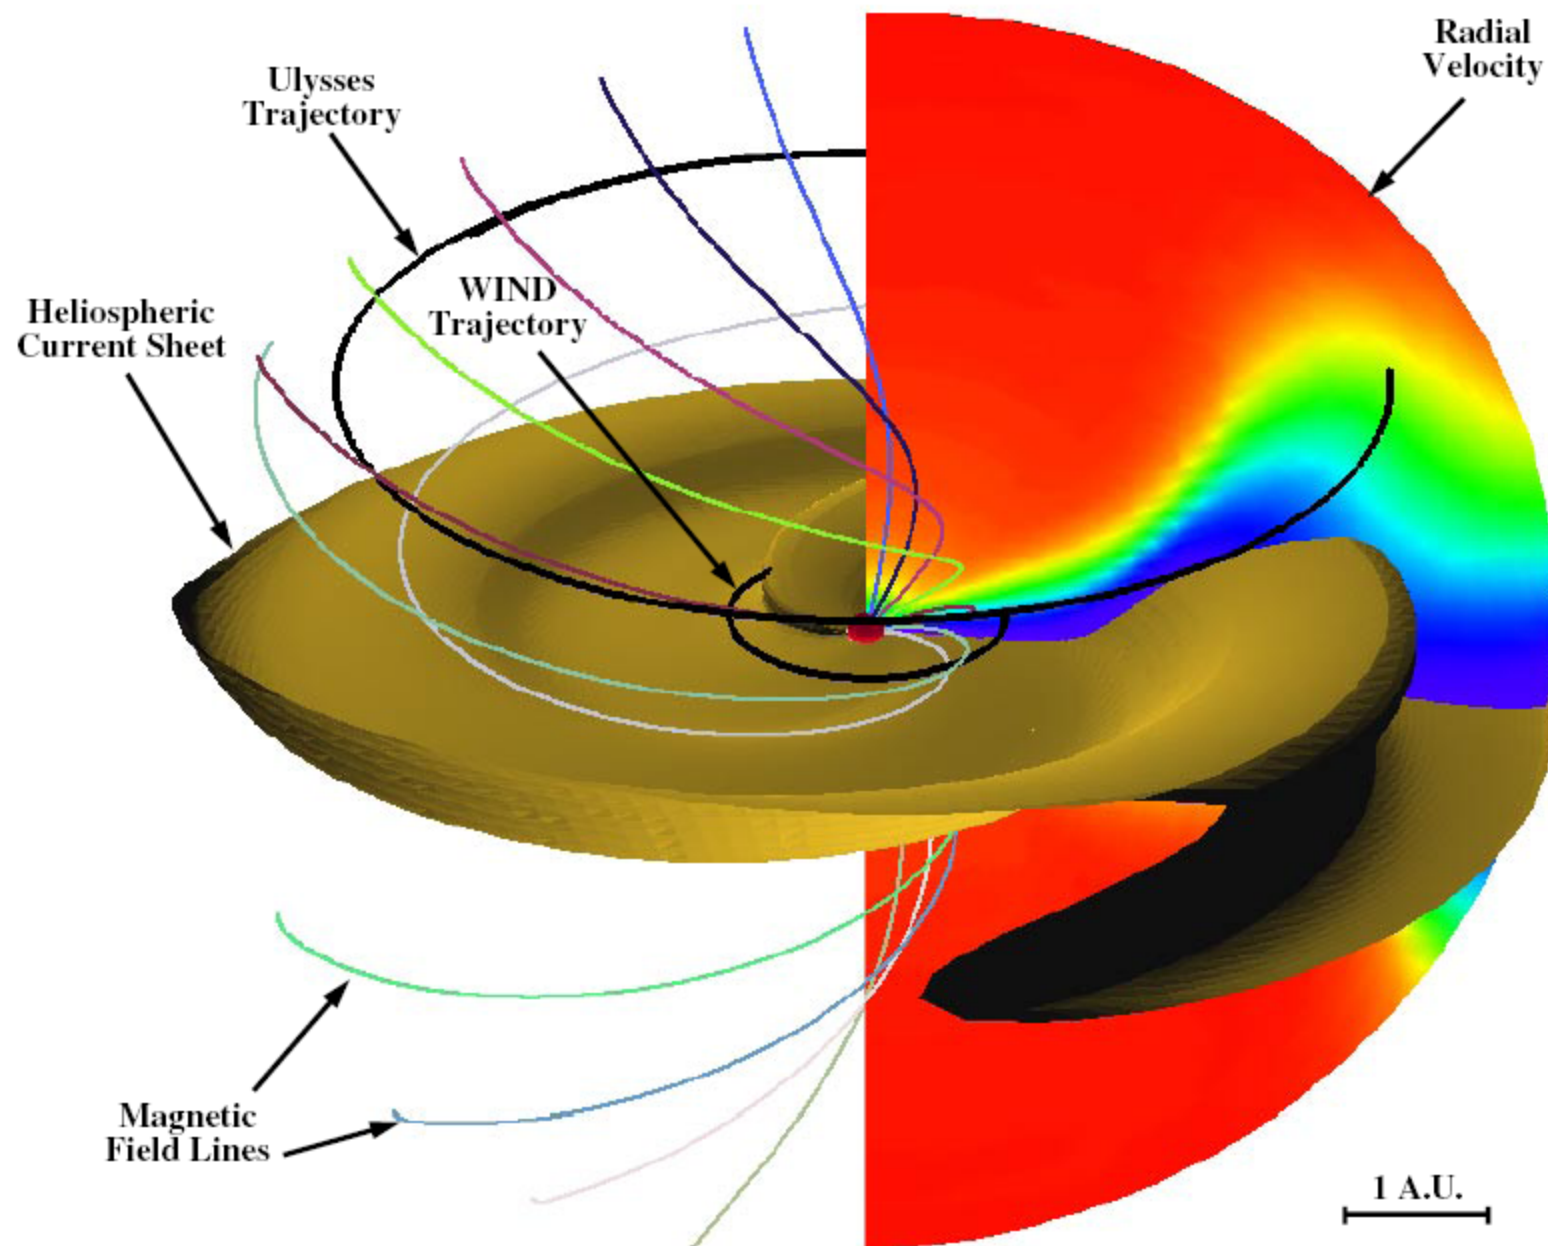 Radial
Velocity
Ulysses
Trajectory
WIND
Trajectory
Heliospheric
Current Sheet
Magnetic
Field Lines
1 A.U.